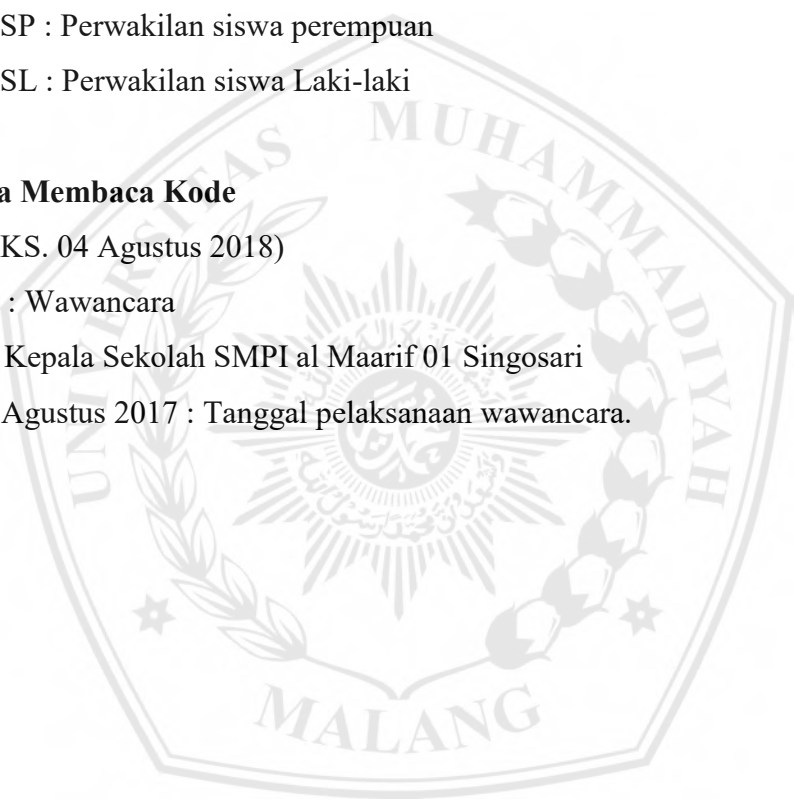 SP : Perwakilan siswa perempuan
SL : Perwakilan siswa Laki-laki
a Membaca Kode
KS. 04 Agustus 2018)
: Wawancara
Kepala Sekolah SMPI al Maarif 01 Singosari
Agustus 2017 : Tanggal pelaksanaan wawancara.
UNIVERSITAS MUHAMMADIYAH
MALANG